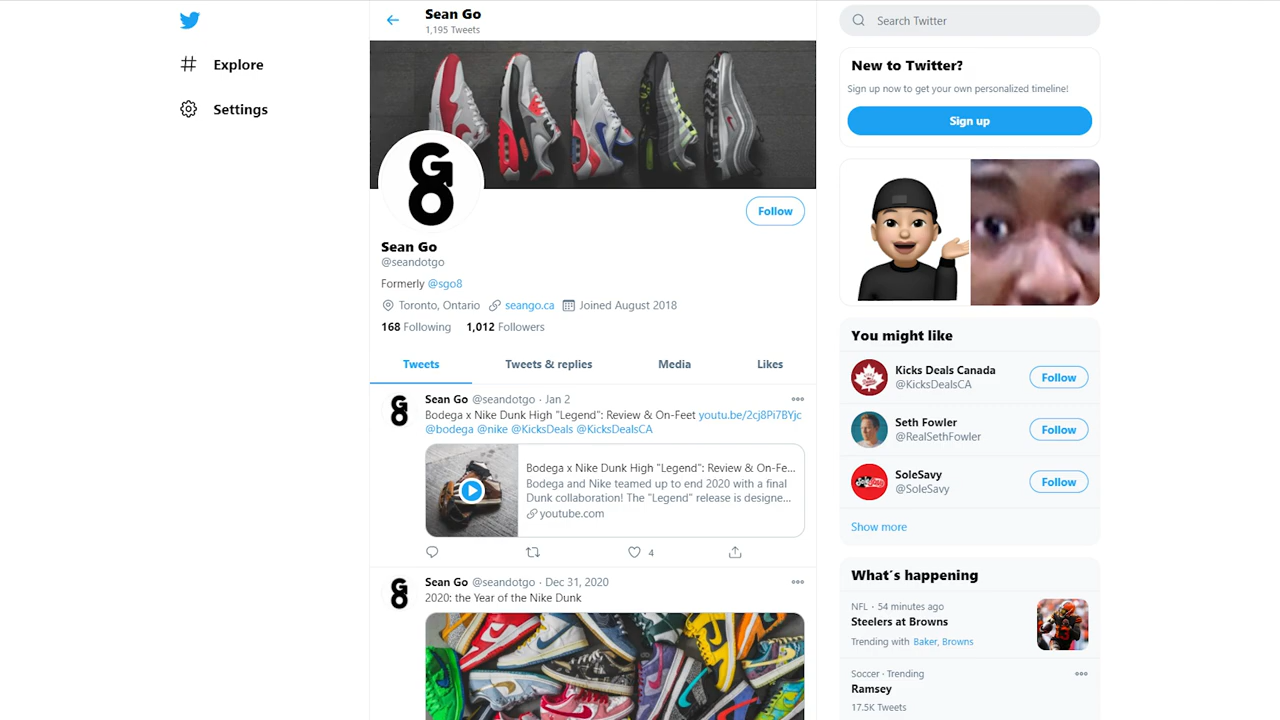 Explore
Settings
Sean Go
1,195 Tweets
GO
Follow
Sean Go
@seandotgo
Formerly @sgo8
Toronto, Ontario seango.ca Joined August 2018
168 Following 1,012 Followers
Tweets Tweets & replies Media Likes
Sean Go @seandotgo · Jan 2
Bodega x Nike Dunk High "Legend": Review & On-Feet youtu.be/2cj8Pi7BYjc
@bodega @nike @KicksDeals @KicksDealsCA
Bodega x Nike Dunk High "Legend": Review & On-Fe...
Bodega and Nike teamed up to end 2020 with a final
Dunk collaboration! The "Legend" release is designe...
youtube.com
4
Sean Go @seandotgo · Dec 31, 2020
2020: the Year of the Nike Dunk
Search Twitter
New to Twitter?
Sign up now to get your own personalized timeline!
Sign up
You might like
Kicks Deals Canada
@KicksDealsCA
Follow
Seth Fowler
@RealSethFowler
Follow
SoleSavy
@SoleSavy
Follow
Show more
What´s happening
NFL · 54 minutes ago
Steelers at Browns
Trending with Baker, Browns
Soccer · Trending
Ramsey
17.5K Tweets